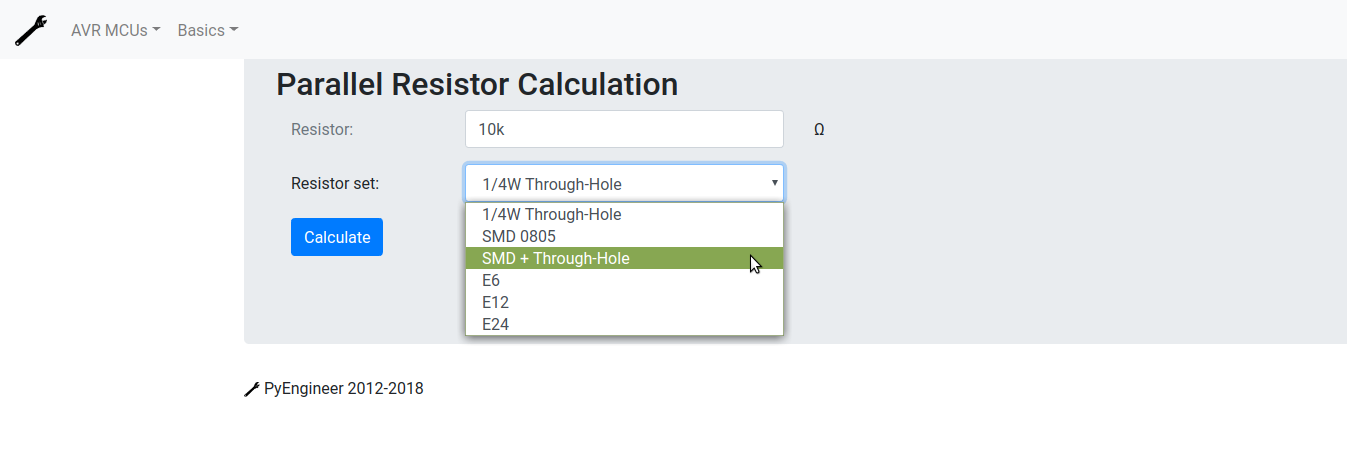 AVR MCUs Basics
Parallel Resistor Calculation
Resistor: 10k Ω
Resistor set: 1/4W Through-Hole
1/4W Through-Hole
Calculate SMD 0805
SMD + Through-Hole
E6
E12
E24
PyEngineer 2012-2018